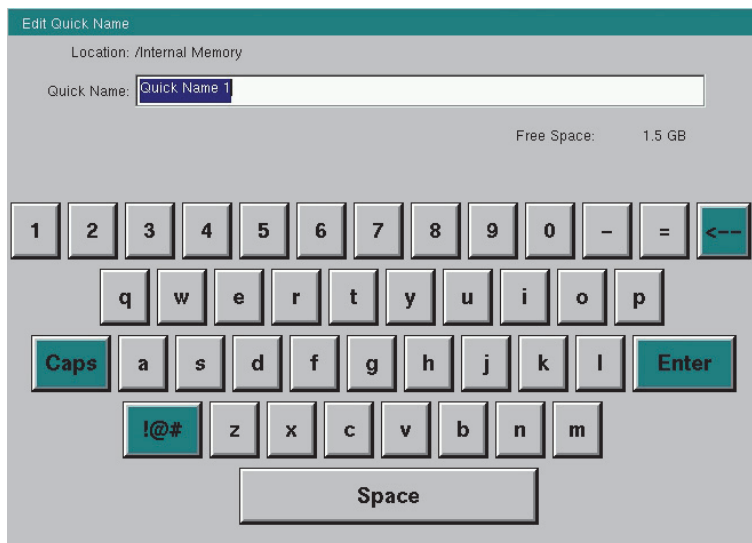 Edit Quick Name
Location: /Internal Memory
Quick Name: Quick Name 1
Free Space: 1.5 GB
1 2 3 4 5 6 7 8 9 0 - = <--
q w e r t y u i o p
Caps a s d f g h j k l Enter
!@# z x c v b n m
Space